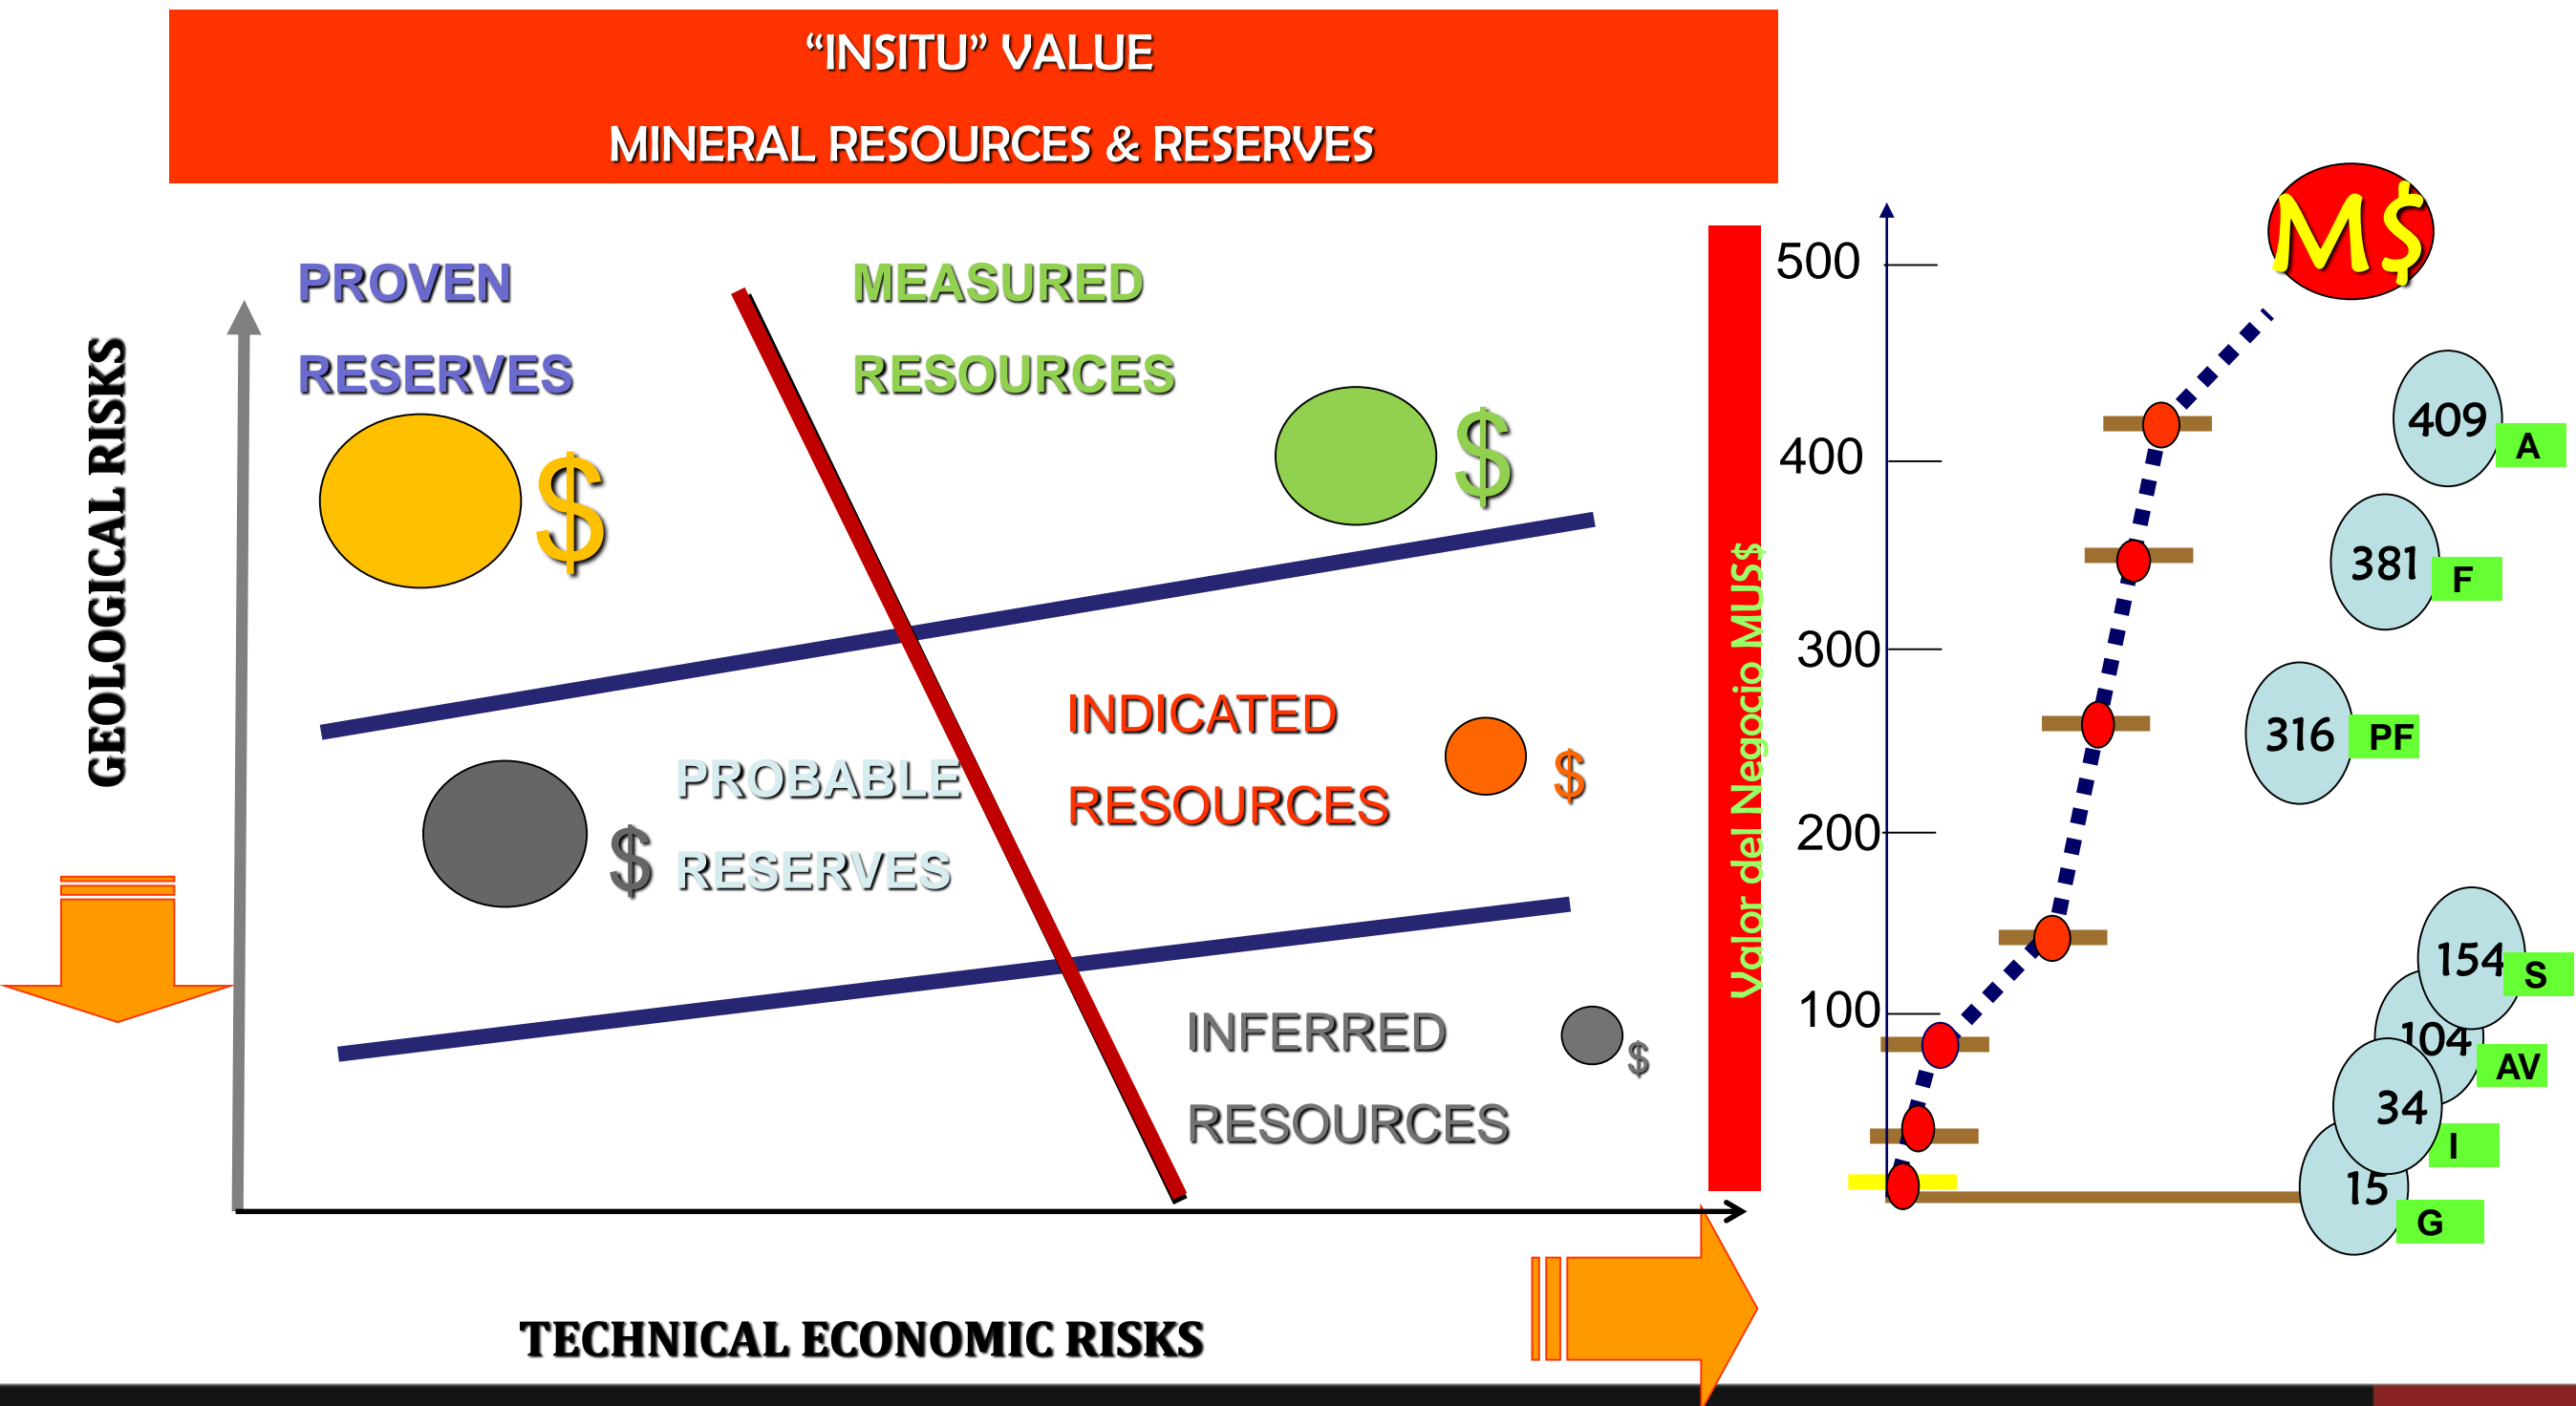 “INSITU” VALUE
MINERAL RESOURCES & RESERVES
GEOLOGICAL RISKS
PROVEN
RESERVES
$
MEASURED
RESOURCES
$
PROBABLE
RESERVES
$
INDICATED
RESOURCES
$
INFERRED
RESOURCES
$
TECHNICAL ECONOMIC RISKS
Valor del Negocio MUS$
500
400
300
200
100
M$
409
A
381
F
316
PF
154
S
104
AV
34
I
15
G